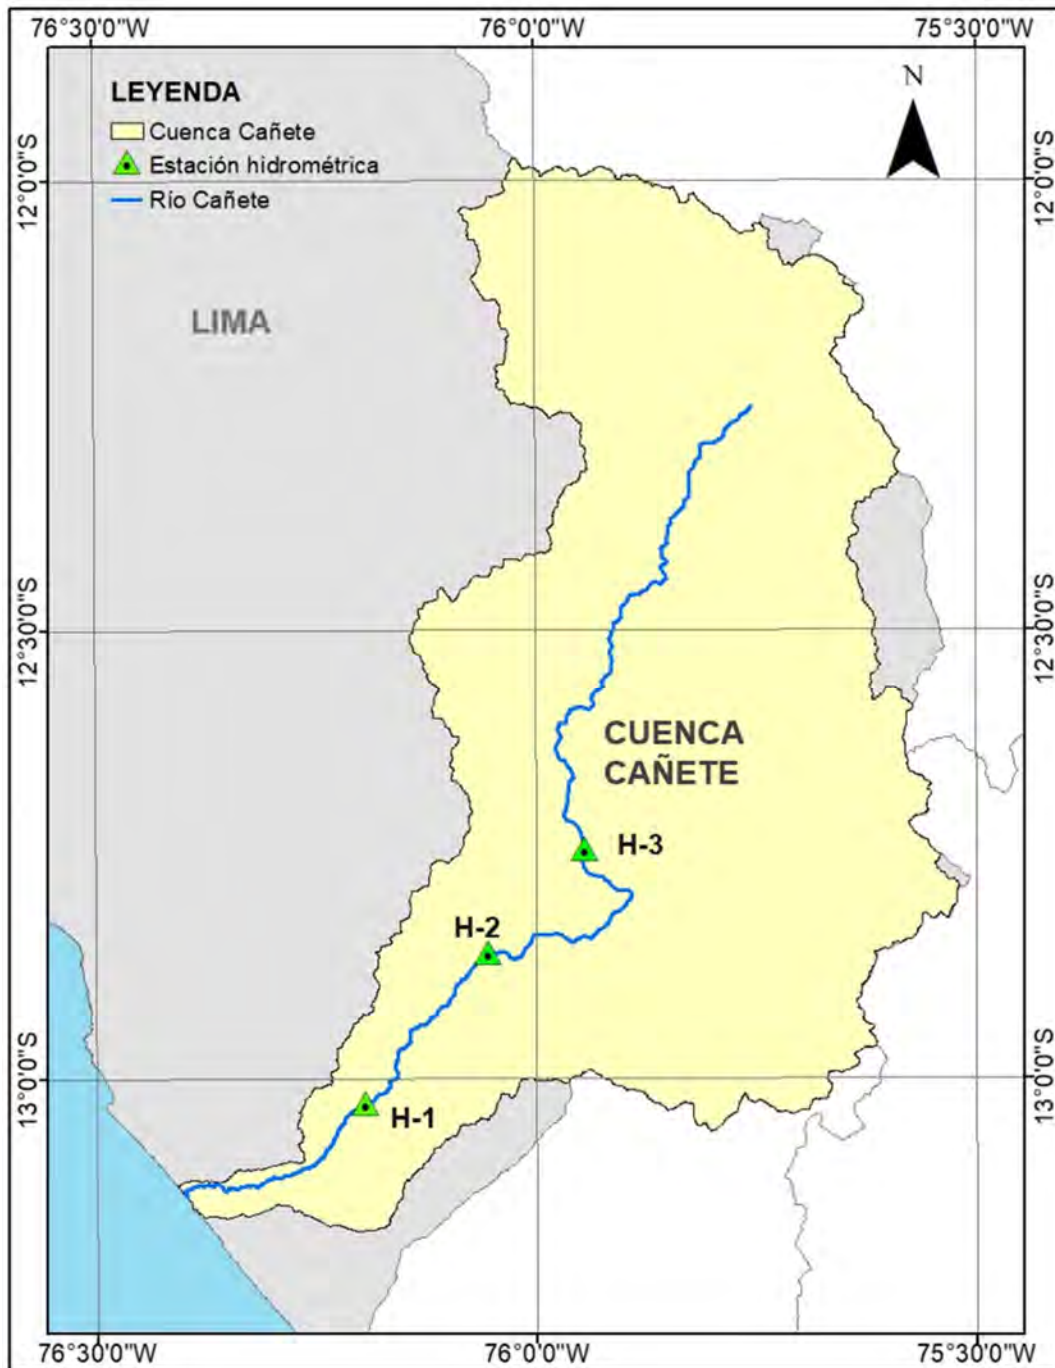 76°30'0"W
76°0'0"W
75°30'0"W
LEYENDA
Cuenca Cañete
Estación hidrométrica
Río Cañete
N
12°0'0"S
12°0'0"S
LIMA
12°30'0"S
12°30'0"S
CUENCA
CAÑETE
H-3
H-2
13°0'0"S
13°0'0"S
H-1
76°30'0"W
76°0'0"W
75°30'0"W